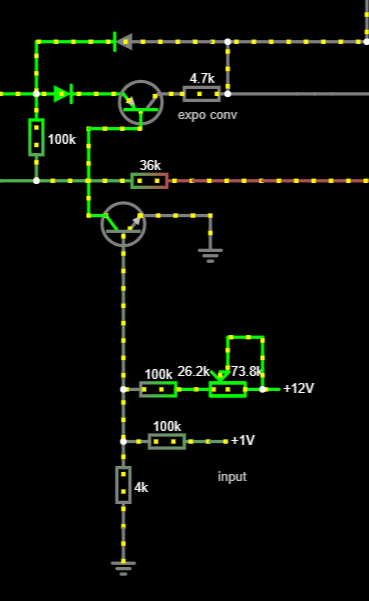 4.7k
expo conv
100k
36k
100k
26.2k
73.8k
+12V
100k
+1V
4k
input